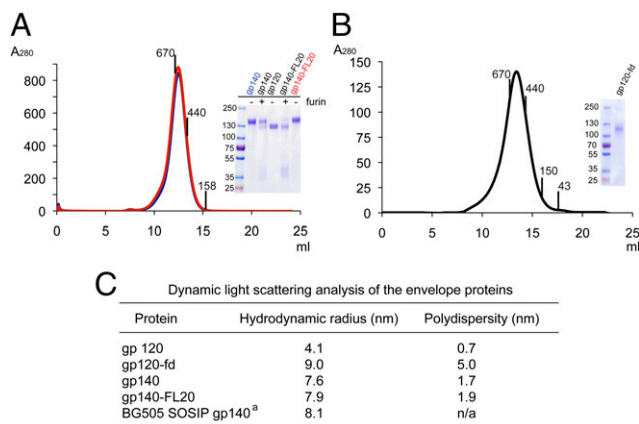 A
A280
800
600
400
200
0
0 5 10 15 20 25
ml
670
440
158
gp140
gp140
gp120
gp140-FL20
gp140-FL20
- + - + - furin
250
130
100
75
55
35
25
B
A280
150
125
100
75
50
25
0
0 5 10 15 20 25
ml
670
440
150
43
gp120-fd
250
130
100
70
55
35
25
C Dynamic light scattering analysis of the envelope proteins
Protein Hydrodynamic radius (nm) Polydispersity (nm)
gp 120 4.1 0.7
gp120-fd 9.0 5.0
gp140 7.6 1.7
gp140-FL20 7.9 1.9
BG505 SOSIP gp140a 8.1 n/a